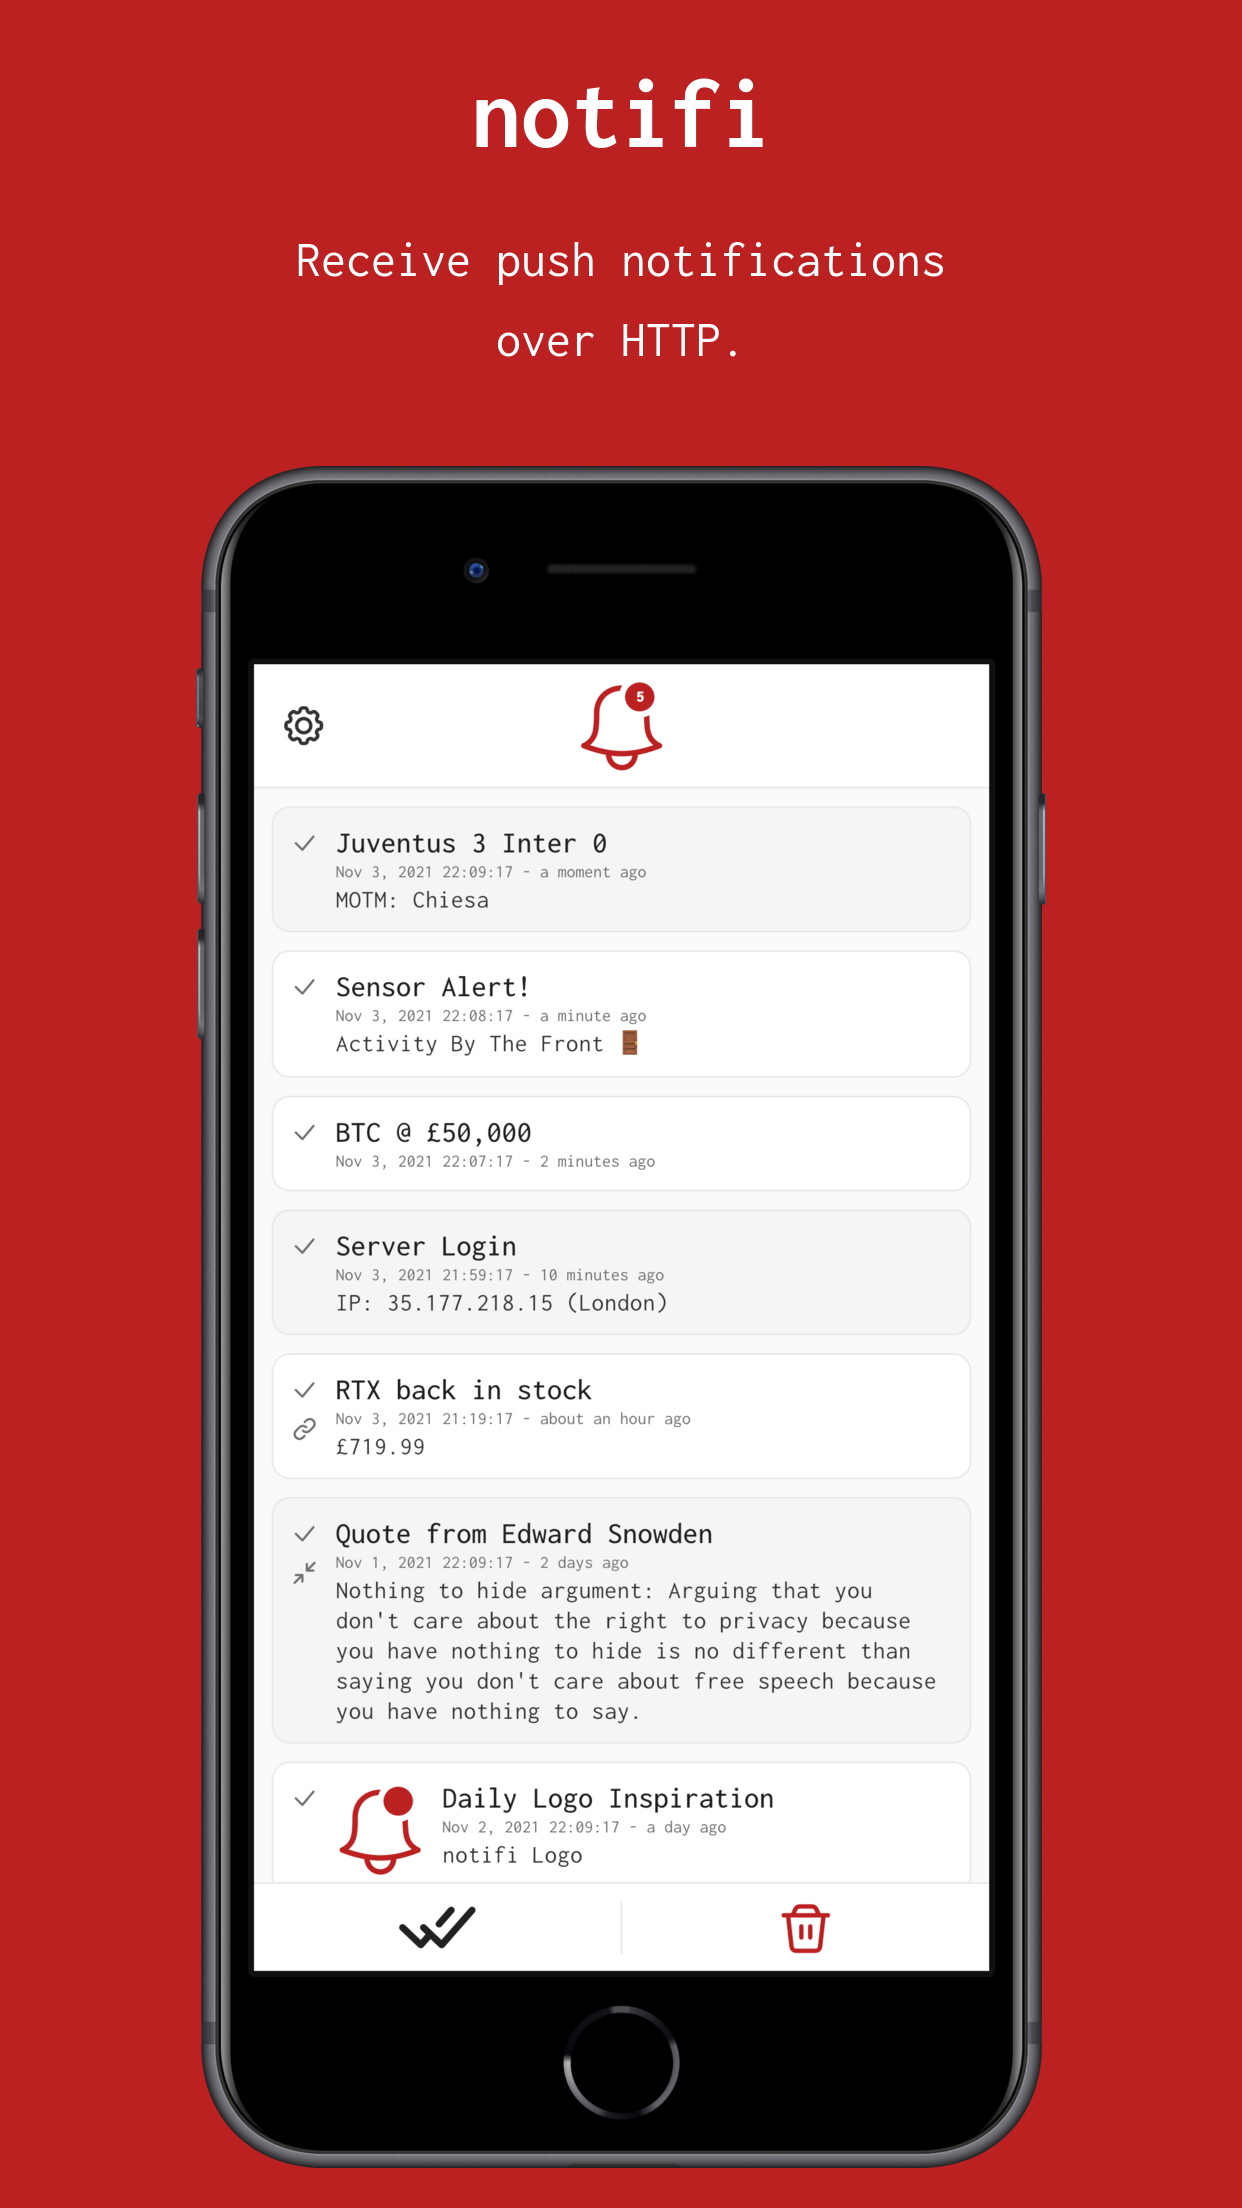 notifi
Receive push notifications
over HTTP.
5
Juventus 3 Inter 0
Nov 3, 2021 22:09:17 - a moment ago
MOTM: Chiesa
Sensor Alert!
Nov 3, 2021 22:08:17 - a minute ago
Activity By The Front 🚪
BTC @ £50,000
Nov 3, 2021 22:07:17 - 2 minutes ago
Server Login
Nov 3, 2021 21:59:17 - 10 minutes ago
IP: 35.177.218.15 (London)
RTX back in stock
Nov 3, 2021 21:19:17 - about an hour ago
£719.99
Quote from Edward Snowden
Nov 1, 2021 22:09:17 - 2 days ago
Nothing to hide argument: Arguing that you
don't care about the right to privacy because
you have nothing to hide is no different than
saying you don't care about free speech because
you have nothing to say.
Daily Logo Inspiration
Nov 2, 2021 22:09:17 - a day ago
notifi Logo